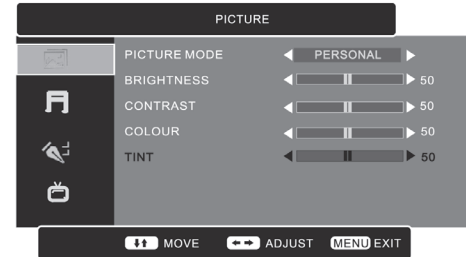 PICTURE
PICTURE MODE PERSONAL
BRIGHTNESS 50
CONTRAST 50
COLOUR 50
TINT 50
MOVE ADJUST MENU EXIT